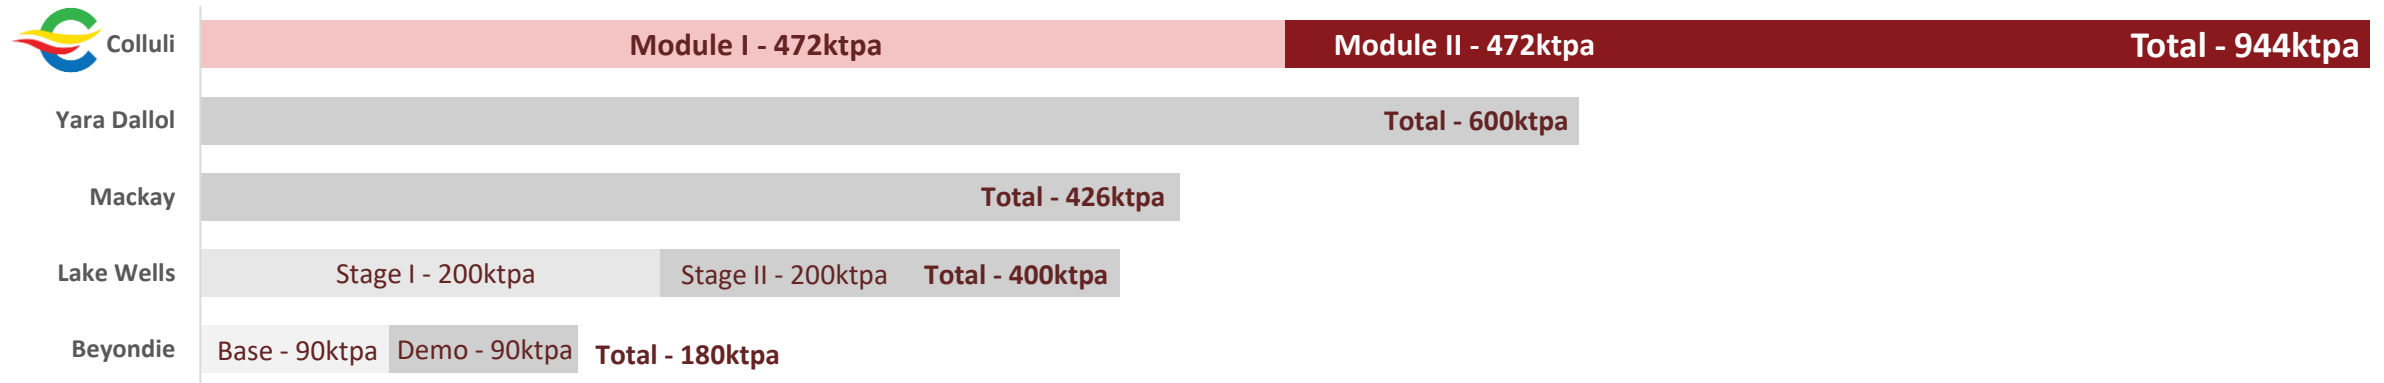 Colluli Module I - 472ktpa Module II - 472ktpa Total - 944ktpa
Yara Dallol Total - 600ktpa
Mackay Total - 426ktpa
Lake Wells Stage I - 200ktpa Stage II - 200ktpa Total - 400ktpa
Beyondie Base - 90ktpa Demo - 90ktpa Total - 180ktpa